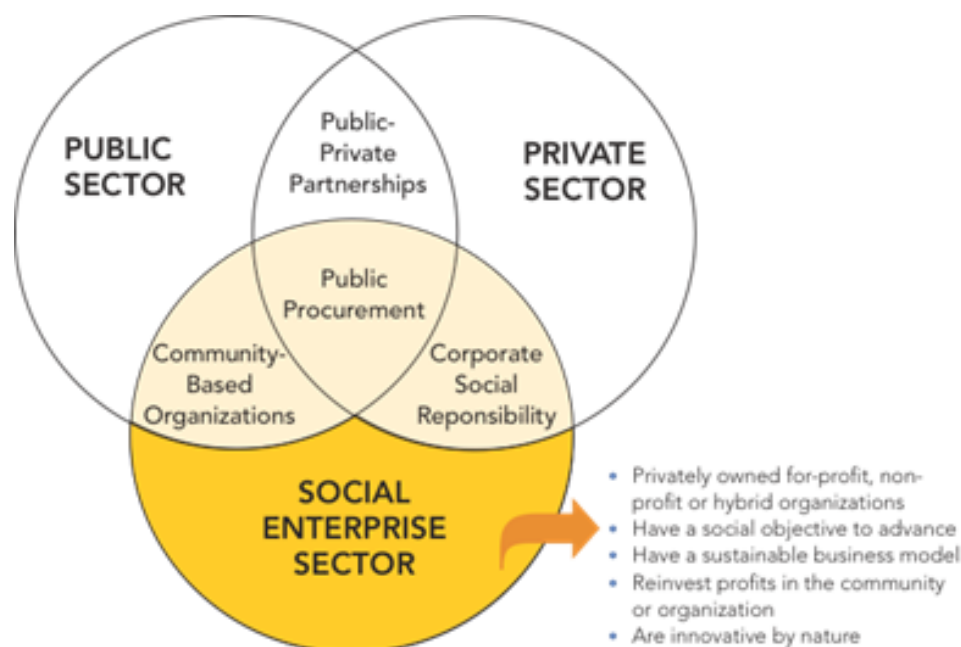 PUBLIC
SECTOR
Public-
Private
Partnerships
PRIVATE
SECTOR
Public
Procurement
Community-
Based
Organizations
Corporate
Social
Reponsibility
SOCIAL
ENTERPRISE
SECTOR
• Privately owned for-profit, non-
profit or hybrid organizations
• Have a social objective to advance
• Have a sustainable business model
• Reinvest profits in the community
or organization
• Are innovative by nature